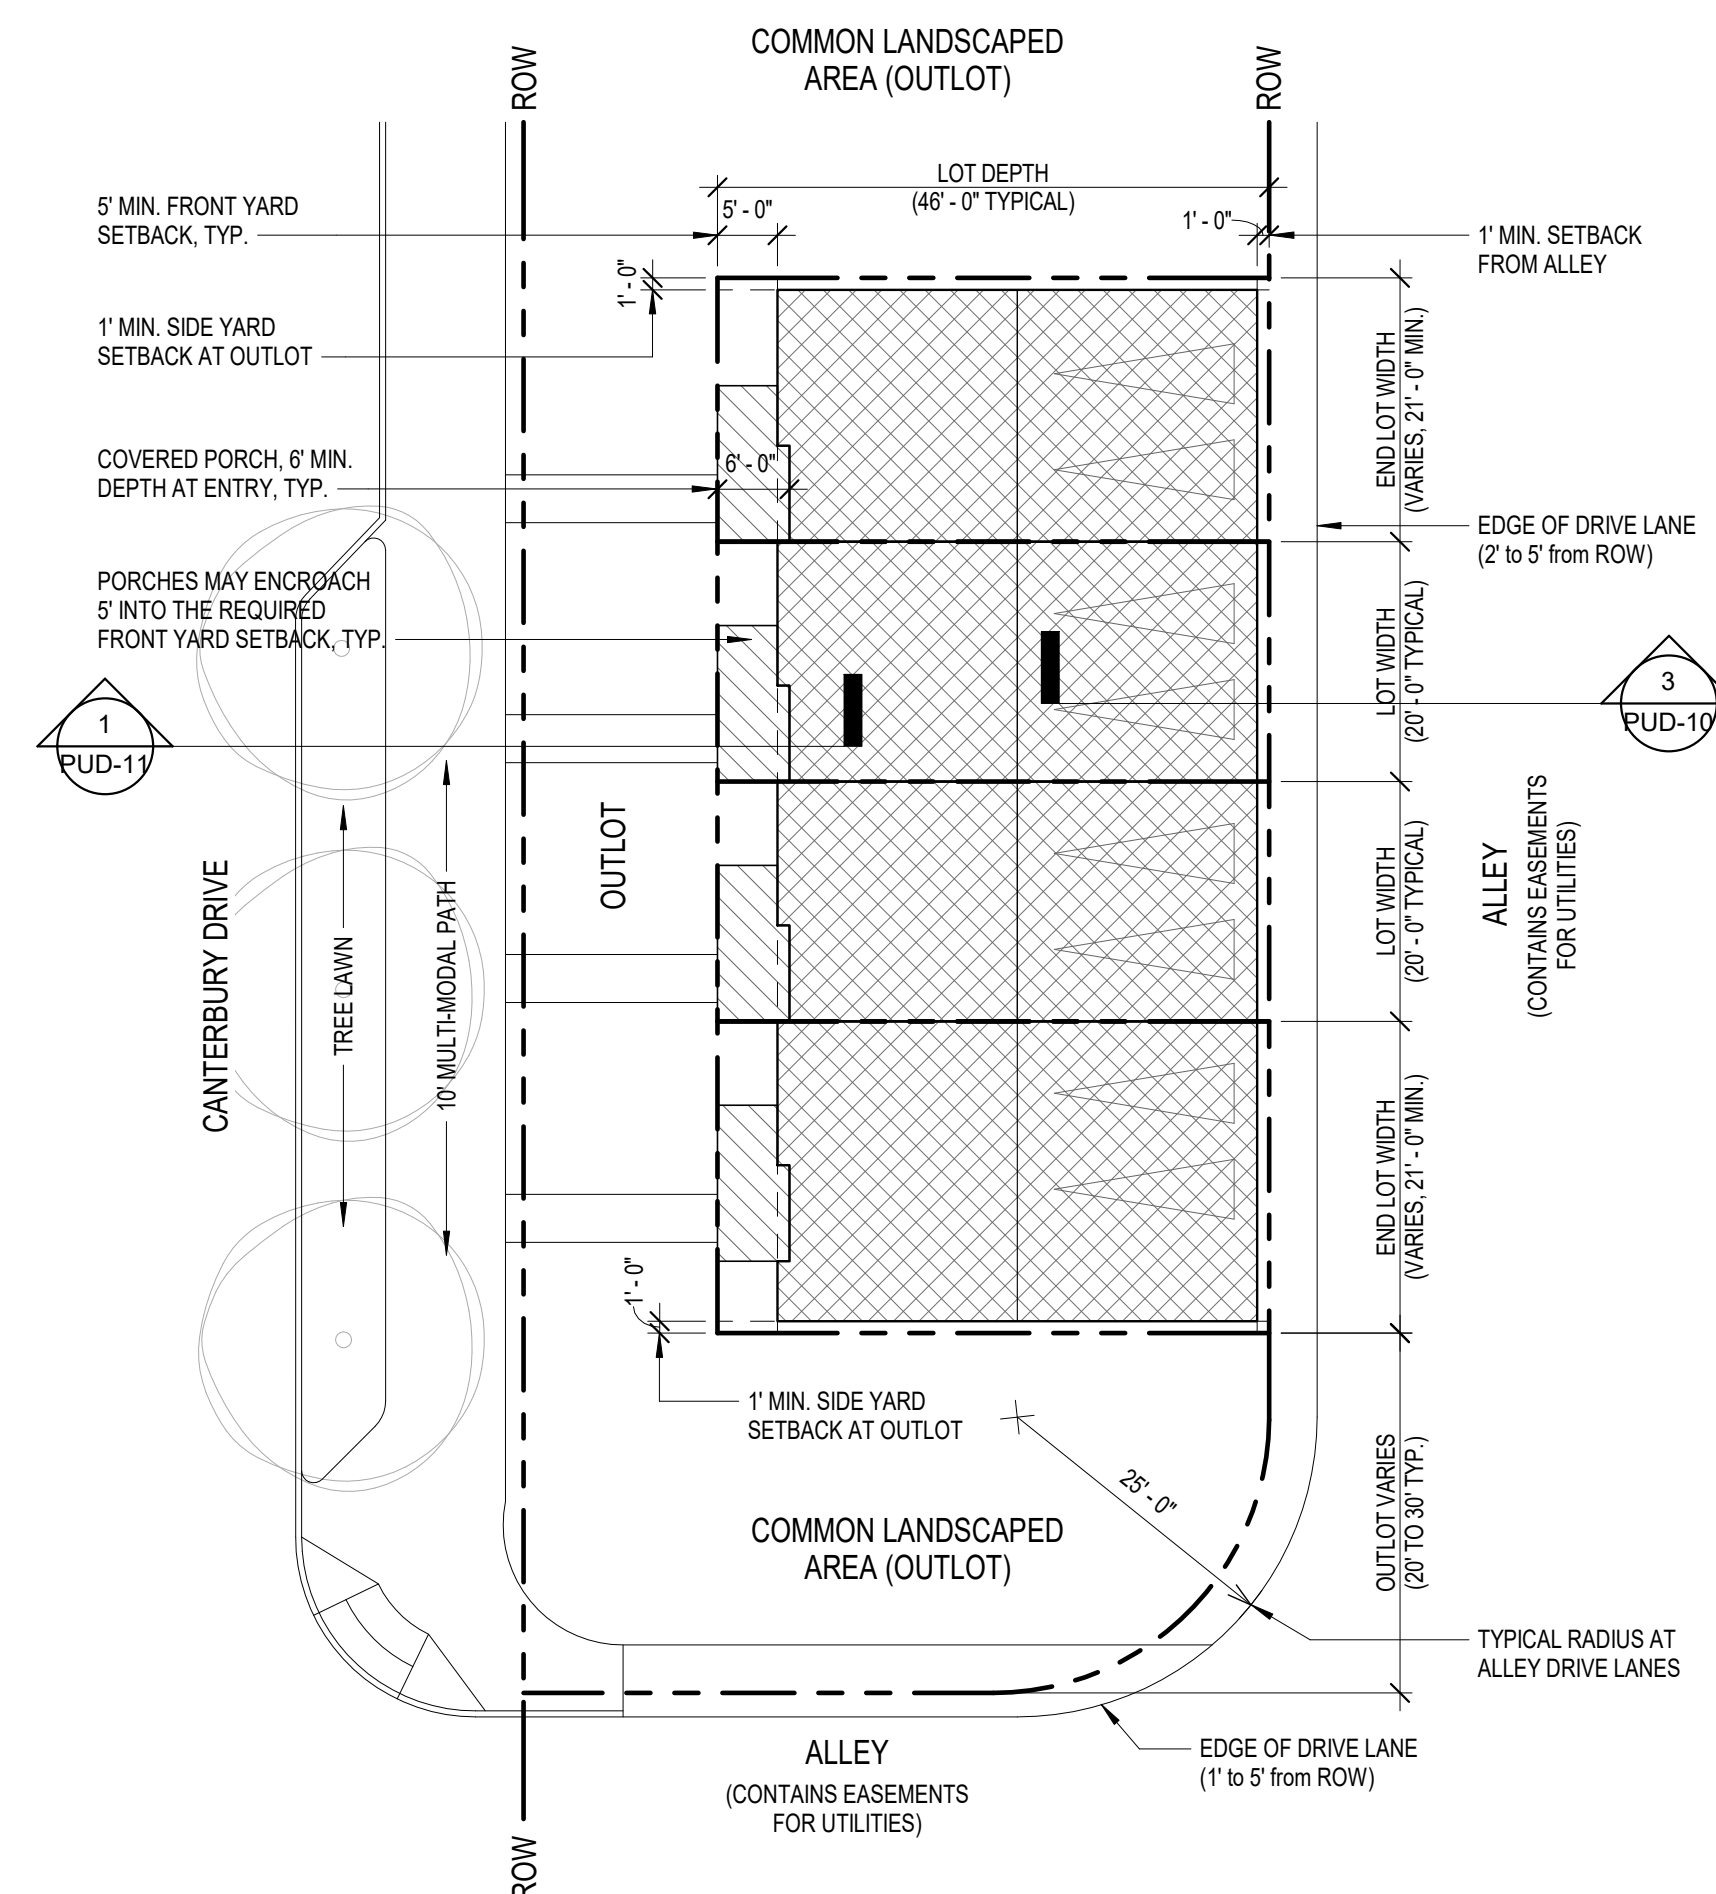 COMMON LANDSCAPED
AREA (OUTLOT)
ROW
ROW
LOT DEPTH
(46' - 0" TYPICAL)
5' - 0"
1' - 0"
5' MIN. FRONT YARD
SETBACK, TYP.
1' MIN. SETBACK
FROM ALLEY
1' - 0"
1' MIN. SIDE YARD
SETBACK AT OUTLOT
END LOT WIDTH
(VARIES, 21' - 0" MIN.)
COVERED PORCH, 6' MIN.
DEPTH AT ENTRY, TYP.
6' - 0"
EDGE OF DRIVE LANE
(2' to 5' from ROW)
PORCHES MAY ENCROACH
5' INTO THE REQUIRED
FRONT YARD SETBACK, TYP.
LOT WIDTH
(20' - 0" TYPICAL)
1
PUD-11
3
PUD-10
CANTERBURY DRIVE
TREE LAWN
10' MULTI-MODAL PATH
OUTLOT
LOT WIDTH
(20' - 0" TYPICAL)
ALLEY
(CONTAINS EASEMENTS
FOR UTILITIES)
END LOT WIDTH
(VARIES, 21' - 0" MIN.)
1' - 0"
1' MIN. SIDE YARD
SETBACK AT OUTLOT
25' - 0"
OUTLOT VARIES
(20' TO 30' TYP.)
COMMON LANDSCAPED
AREA (OUTLOT)
TYPICAL RADIUS AT
ALLEY DRIVE LANES
ALLEY
(CONTAINS EASEMENTS
FOR UTILITIES)
EDGE OF DRIVE LANE
(1' to 5' from ROW)
ROW